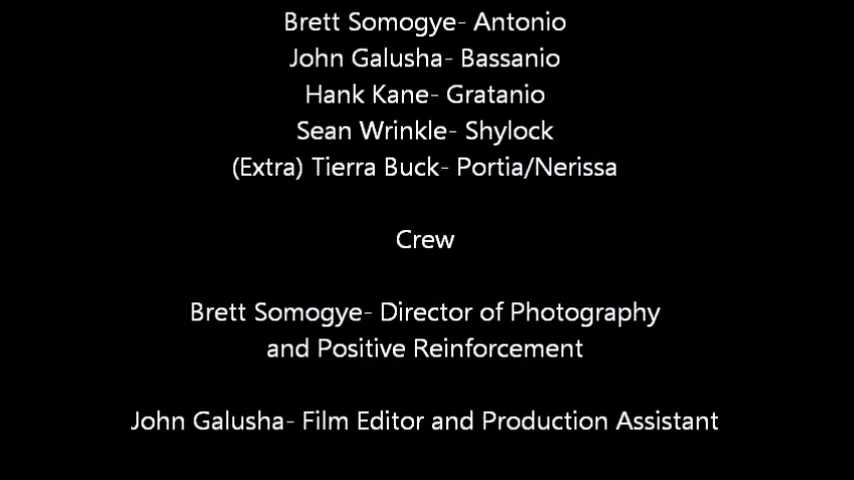 Brett Somogye- Antonio
John Galusha- Bassanio
Hank Kane- Gratanio
Sean Wrinkle- Shylock
(Extra) Tierra Buck- Portia/Nerissa
Crew
Brett Somogye- Director of Photography
and Positive Reinforcement
John Galusha- Film Editor and Production Assistant